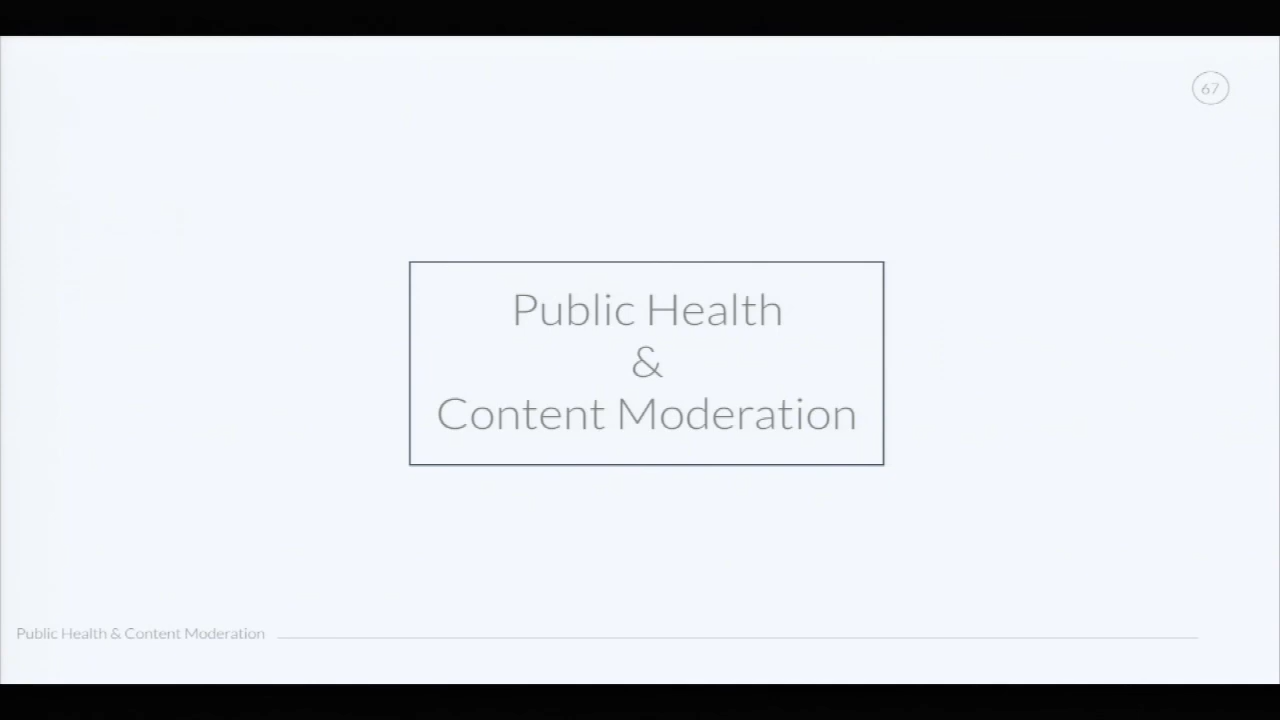 67
Public Health
&
Content Moderation
Public Health & Content Moderation